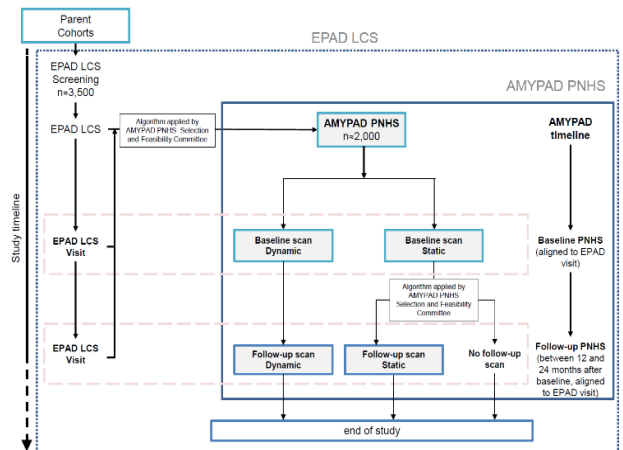 Parent
Cohorts
EPAD LCS
AMYPAD PNHS
EPAD LCS
Screening
n≈3,500
EPAD LCS
Algorithm applied by
AMYPAD PNHS Selection
and Feasibility Committee
AMYPAD PNHS
n≈2,000
AMYPAD
timeline
Study timeline
EPAD LCS
Visit
Baseline scan
Dynamic
Baseline scan
Static
Baseline PNHS
(aligned to EPAD
visit)
Algorithm applied by
AMYPAD PNHS
Selection and Feasibility
Committee
EPAD LCS
Visit
Follow-up scan
Dynamic
Follow-up scan
Static
No follow-up
scan
Follow-up PNHS
(between 12 and
24 months after
baseline, aligned
to EPAD visit)
end of study